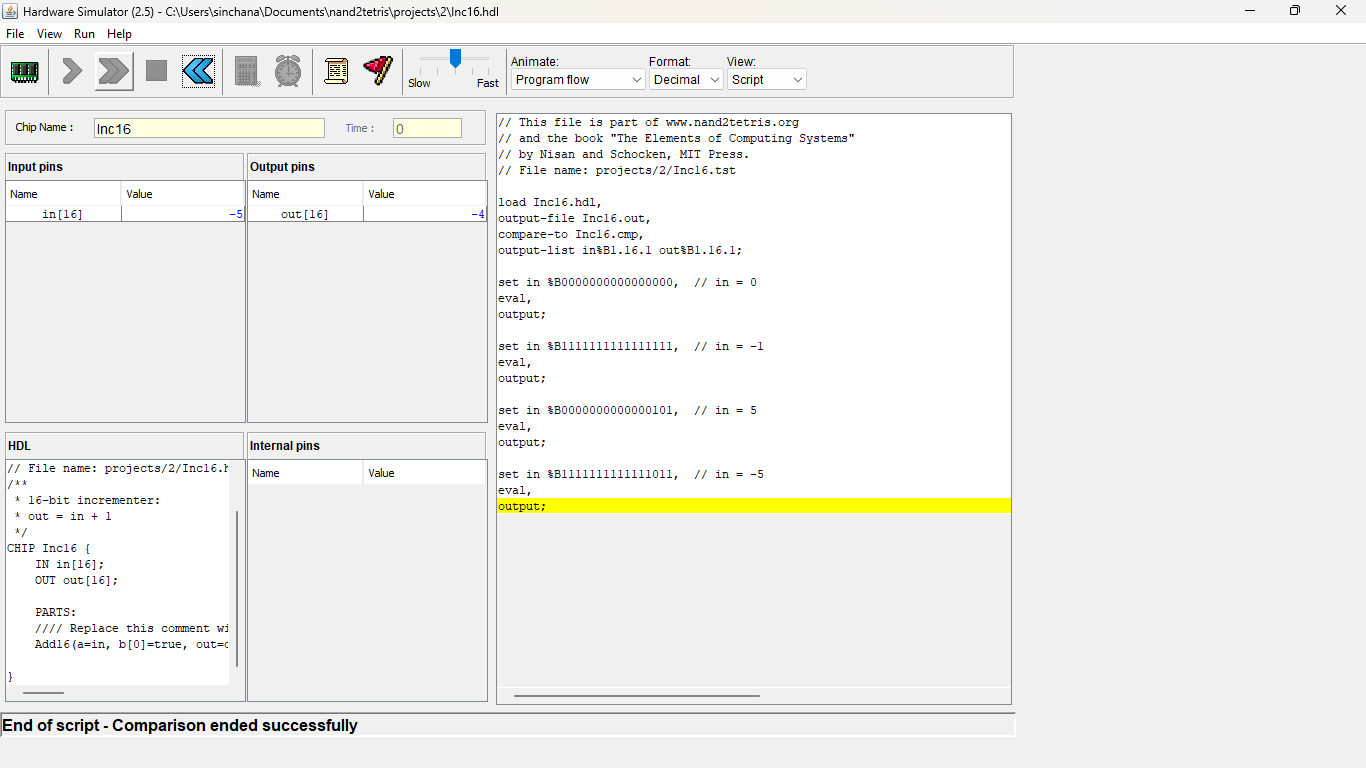 Hardware Simulator (2.5) - C:\Users\sinchana\Documents\nand2tetris\projects\2\Inc16.hdl
File View Run Help
Slow Fast
Animate: Format: View:
Program flow Decimal Script
Chip Name : Inc16 Time : 0
Input pins
Name Value
in[16] -5
Output pins
Name Value
out[16] -4
HDL
// File name: projects/2/Inc16.h
/**
* 16-bit incrementer:
* out = in + 1
*/
CHIP Inc16 {
IN in[16];
OUT out[16];
PARTS:
//// Replace this comment wi
Add16(a=in, b[0]=true, out=o
}
Internal pins
Name Value
// This file is part of www.nand2tetris.org
// and the book "The Elements of Computing Systems"
// by Nisan and Schocken, MIT Press.
// File name: projects/2/Inc16.tst
load Inc16.hdl,
output-file Inc16.out,
compare-to Inc16.cmp,
output-list in%B1.16.1 out%B1.16.1;
set in %B0000000000000000, // in = 0
eval,
output;
set in %B1111111111111111, // in = -1
eval,
output;
set in %B0000000000000101, // in = 5
eval,
output;
set in %B1111111111111011, // in = -5
eval,
output;
End of script - Comparison ended successfully